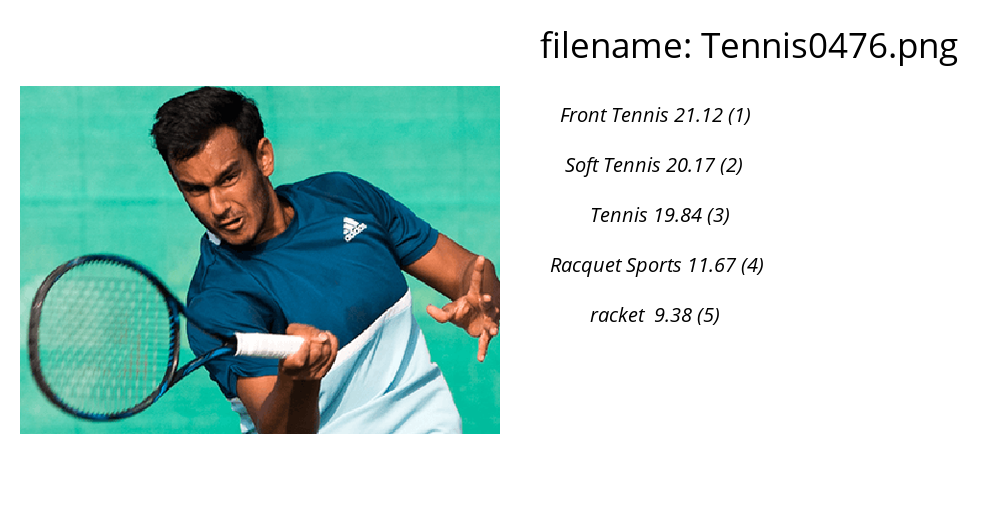 filename: Tennis0476.png
Front Tennis 21.12 (1)
Soft Tennis 20.17 (2)
Tennis 19.84 (3)
Racquet Sports 11.67 (4)
racket  9.38 (5)
adidas